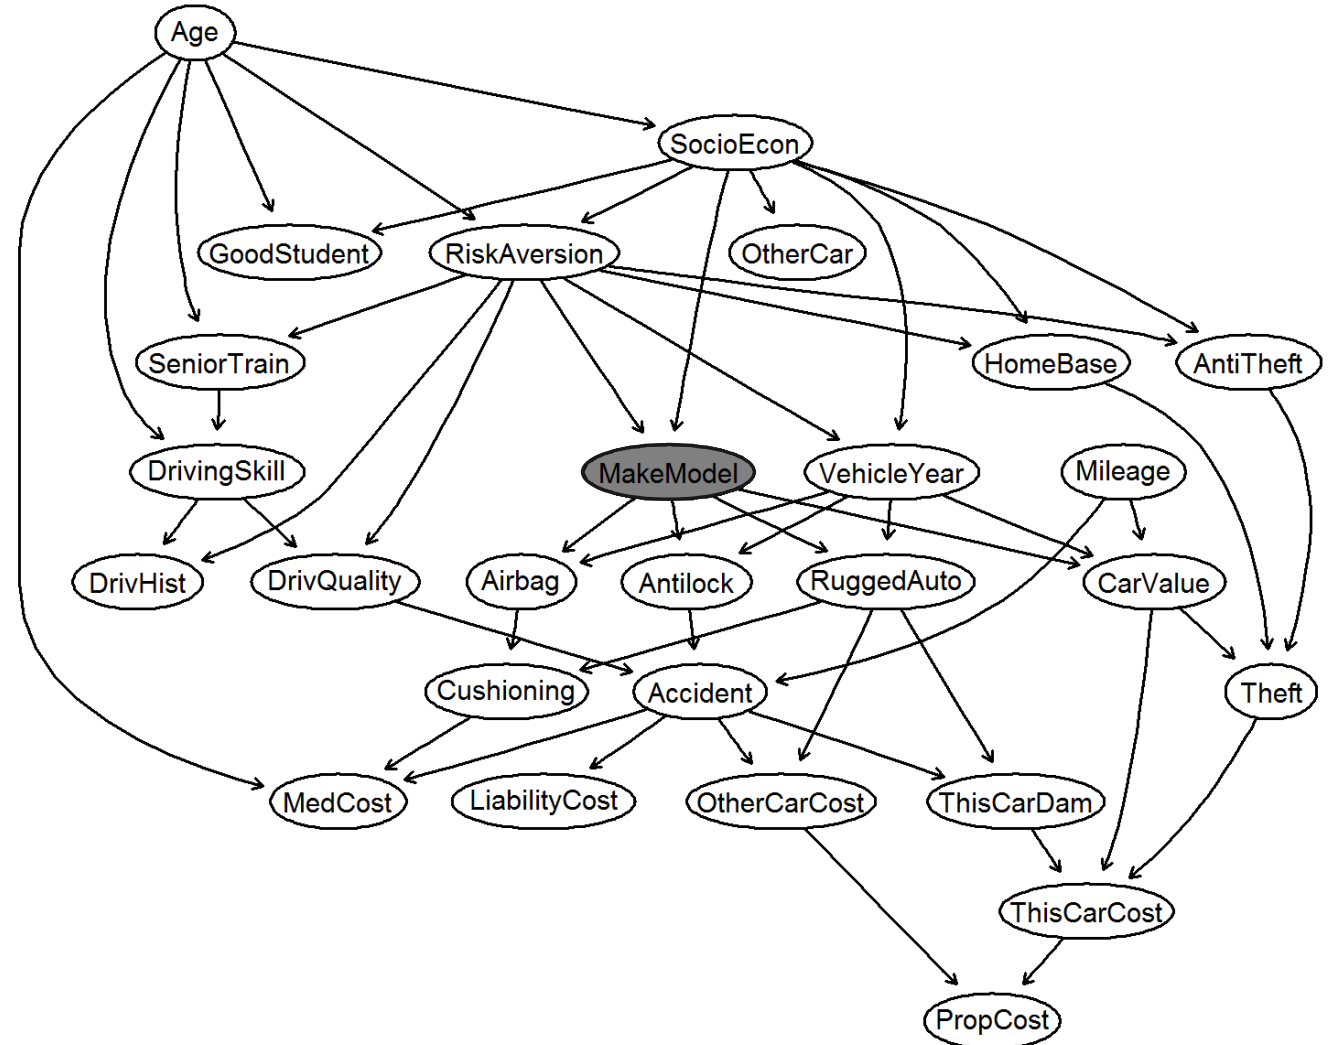 Age
SocioEcon
GoodStudent
RiskAversion
OtherCar
SeniorTrain
HomeBase
AntiTheft
DrivingSkill
MakeModel
VehicleYear
Mileage
DrivHist
DrivQuality
Airbag
Antilock
RuggedAuto
CarValue
Cushioning
Accident
Theft
MedCost
LiabilityCost
OtherCarCost
ThisCarDam
ThisCarCost
PropCost